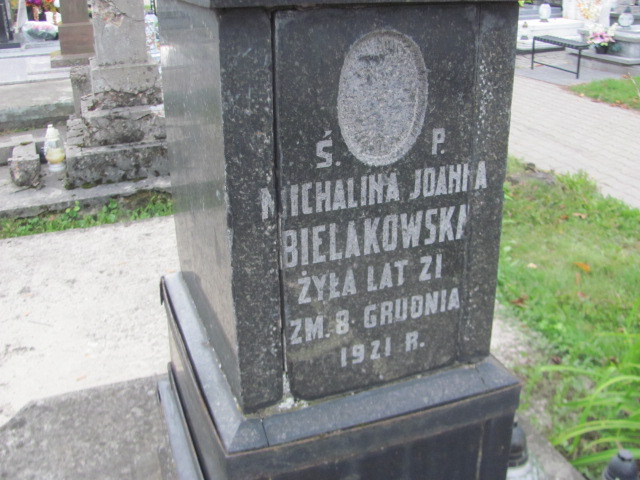 Ś. P.
MICHALINA JOANNA
BIELAKOWSKA
ŻYŁA LAT 21
ZM. 8 GRUDNIA
1921 R.